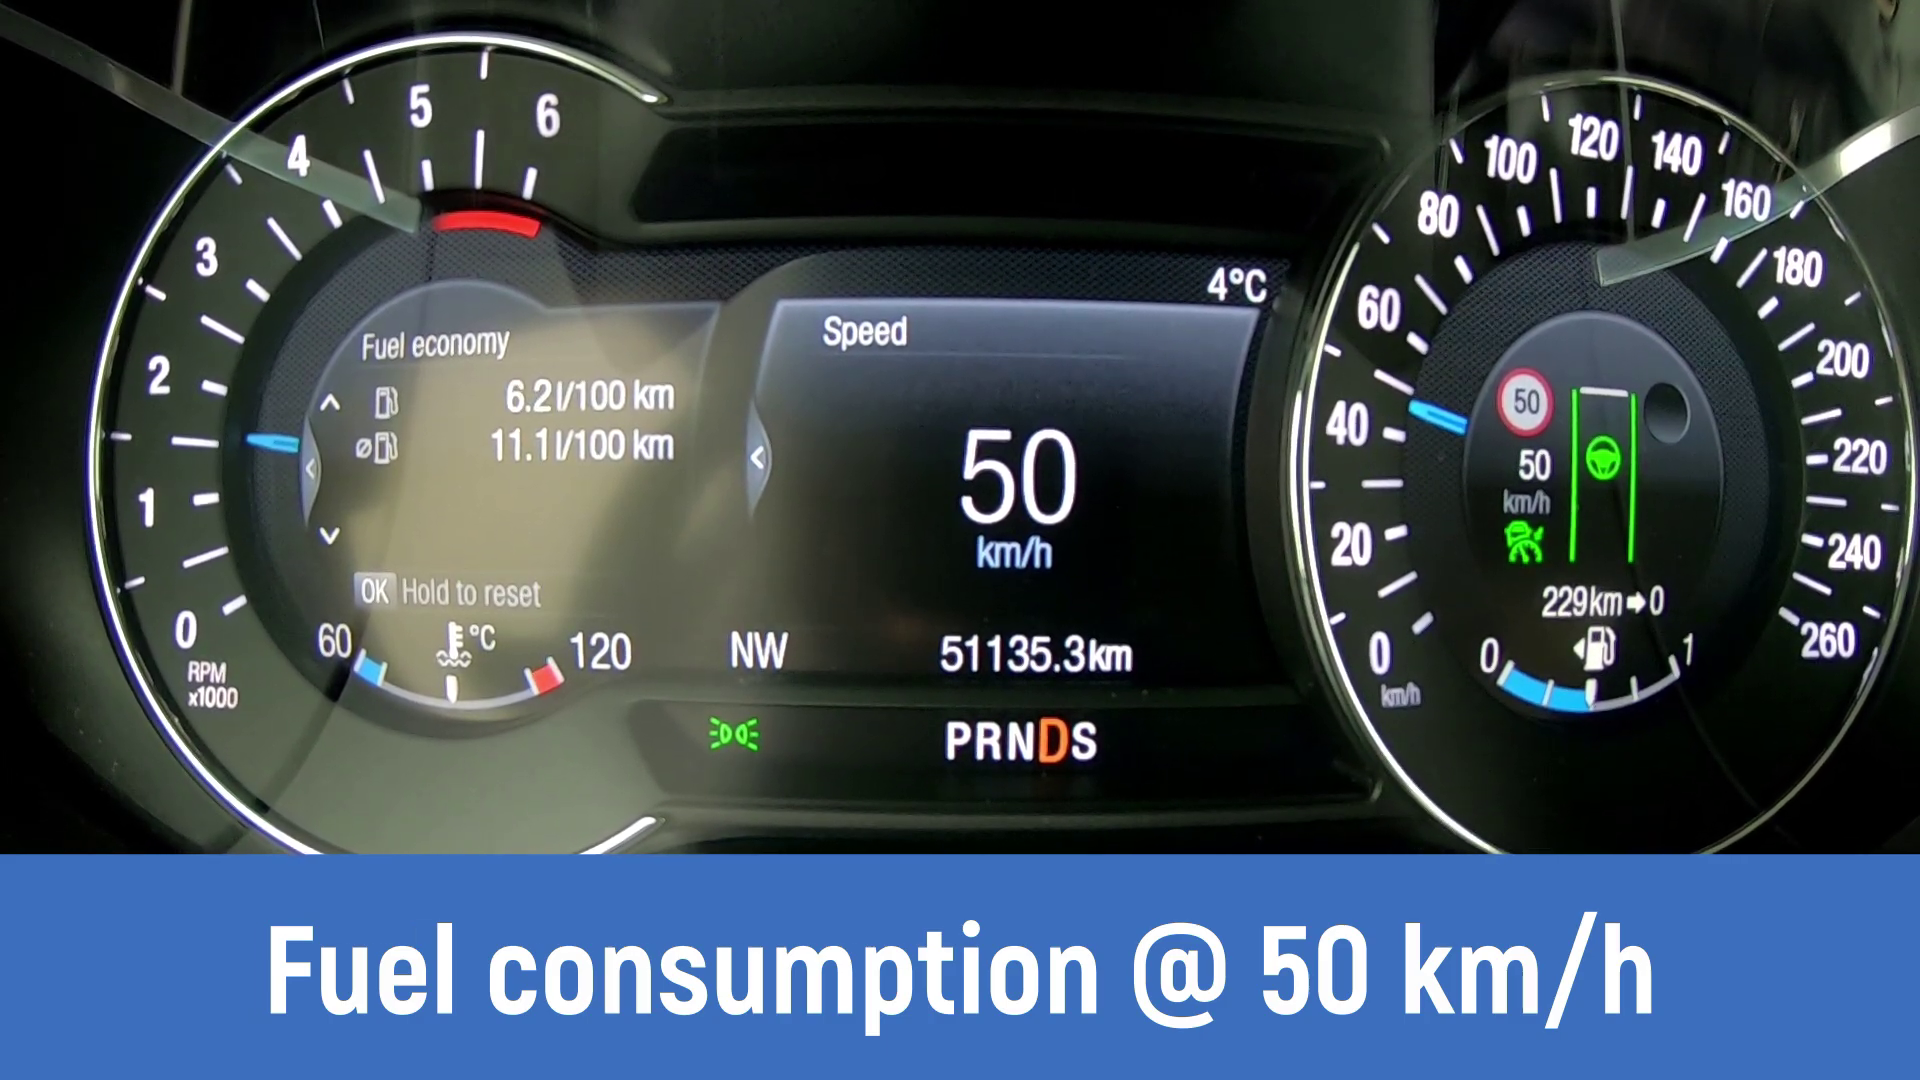 0
1
2
3
4
5
6
RPM
x1000
Fuel economy
6.2 l/100 km
11.1 l/100 km
OK Hold to reset
60
°C
120
4°C
Speed
50
km/h
NW
51135.3km
PRNDS
0
20
40
60
80
100
120
140
160
180
200
220
240
260
km/h
50
50
km/h
229km→0
0
1
Fuel consumption @ 50 km/h